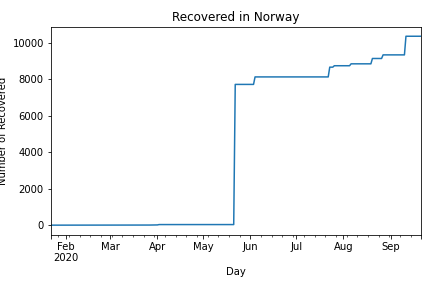 Recovered in Norway
Number of Recovered
10000
8000
6000
4000
2000
0
Feb Mar Apr May Jun Jul Aug Sep
2020
Day